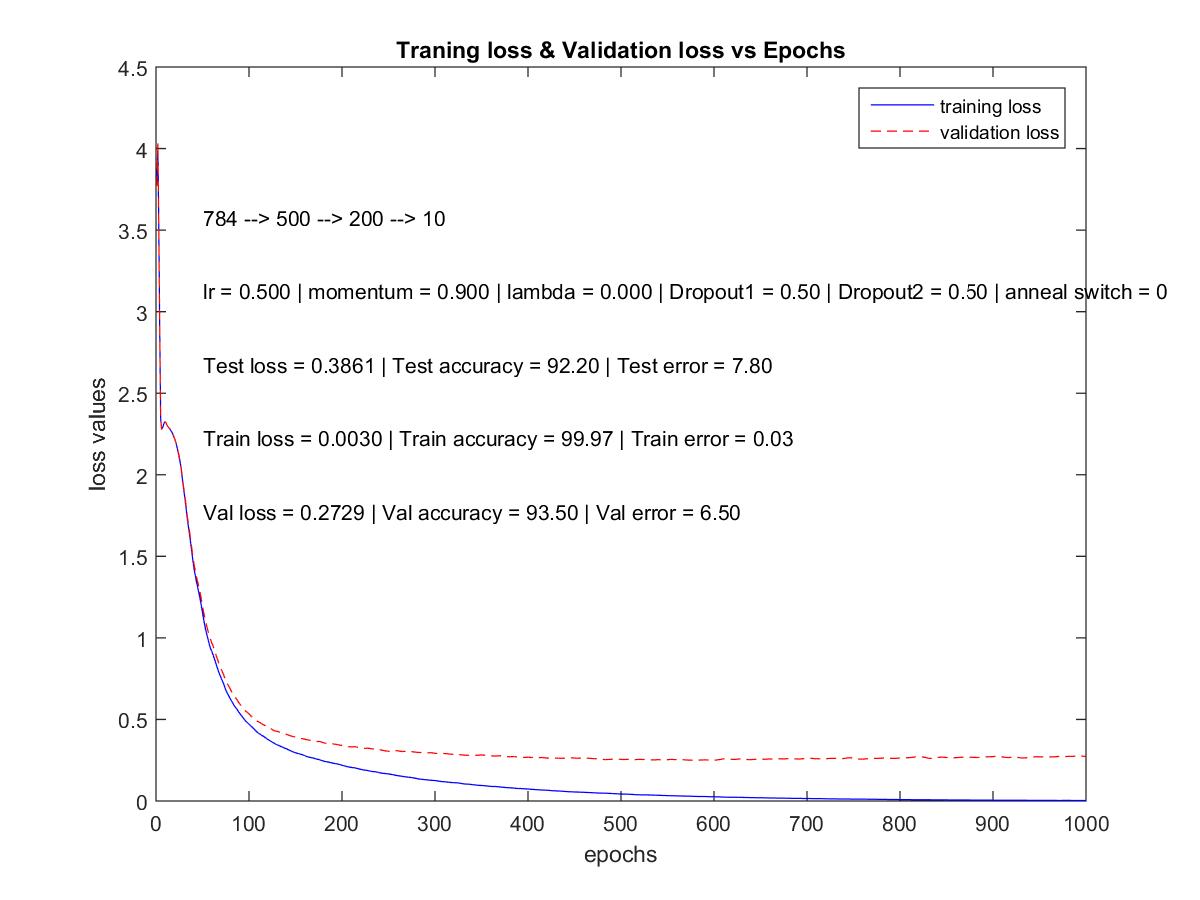 Traning loss & Validation loss vs Epochs
4.5
4
3.5
3
2.5
2
1.5
1
0.5
0
loss values
training loss
validation loss
784 --> 500 --> 200 --> 10
lr = 0.500 | momentum = 0.900 | lambda = 0.000 | Dropout1 = 0.50 | Dropout2 = 0.50 | anneal switch = 0
Test loss = 0.3861 | Test accuracy = 92.20 | Test error = 7.80
Train loss = 0.0030 | Train accuracy = 99.97 | Train error = 0.03
Val loss = 0.2729 | Val accuracy = 93.50 | Val error = 6.50
0 100 200 300 400 500 600 700 800 900 1000
epochs